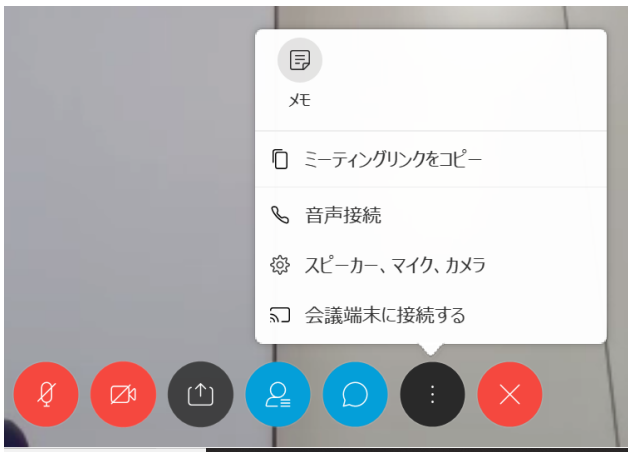 メモ
ミーティングリンクをコピー
音声接続
スピーカー、マイク、カメラ
会議端末に接続する